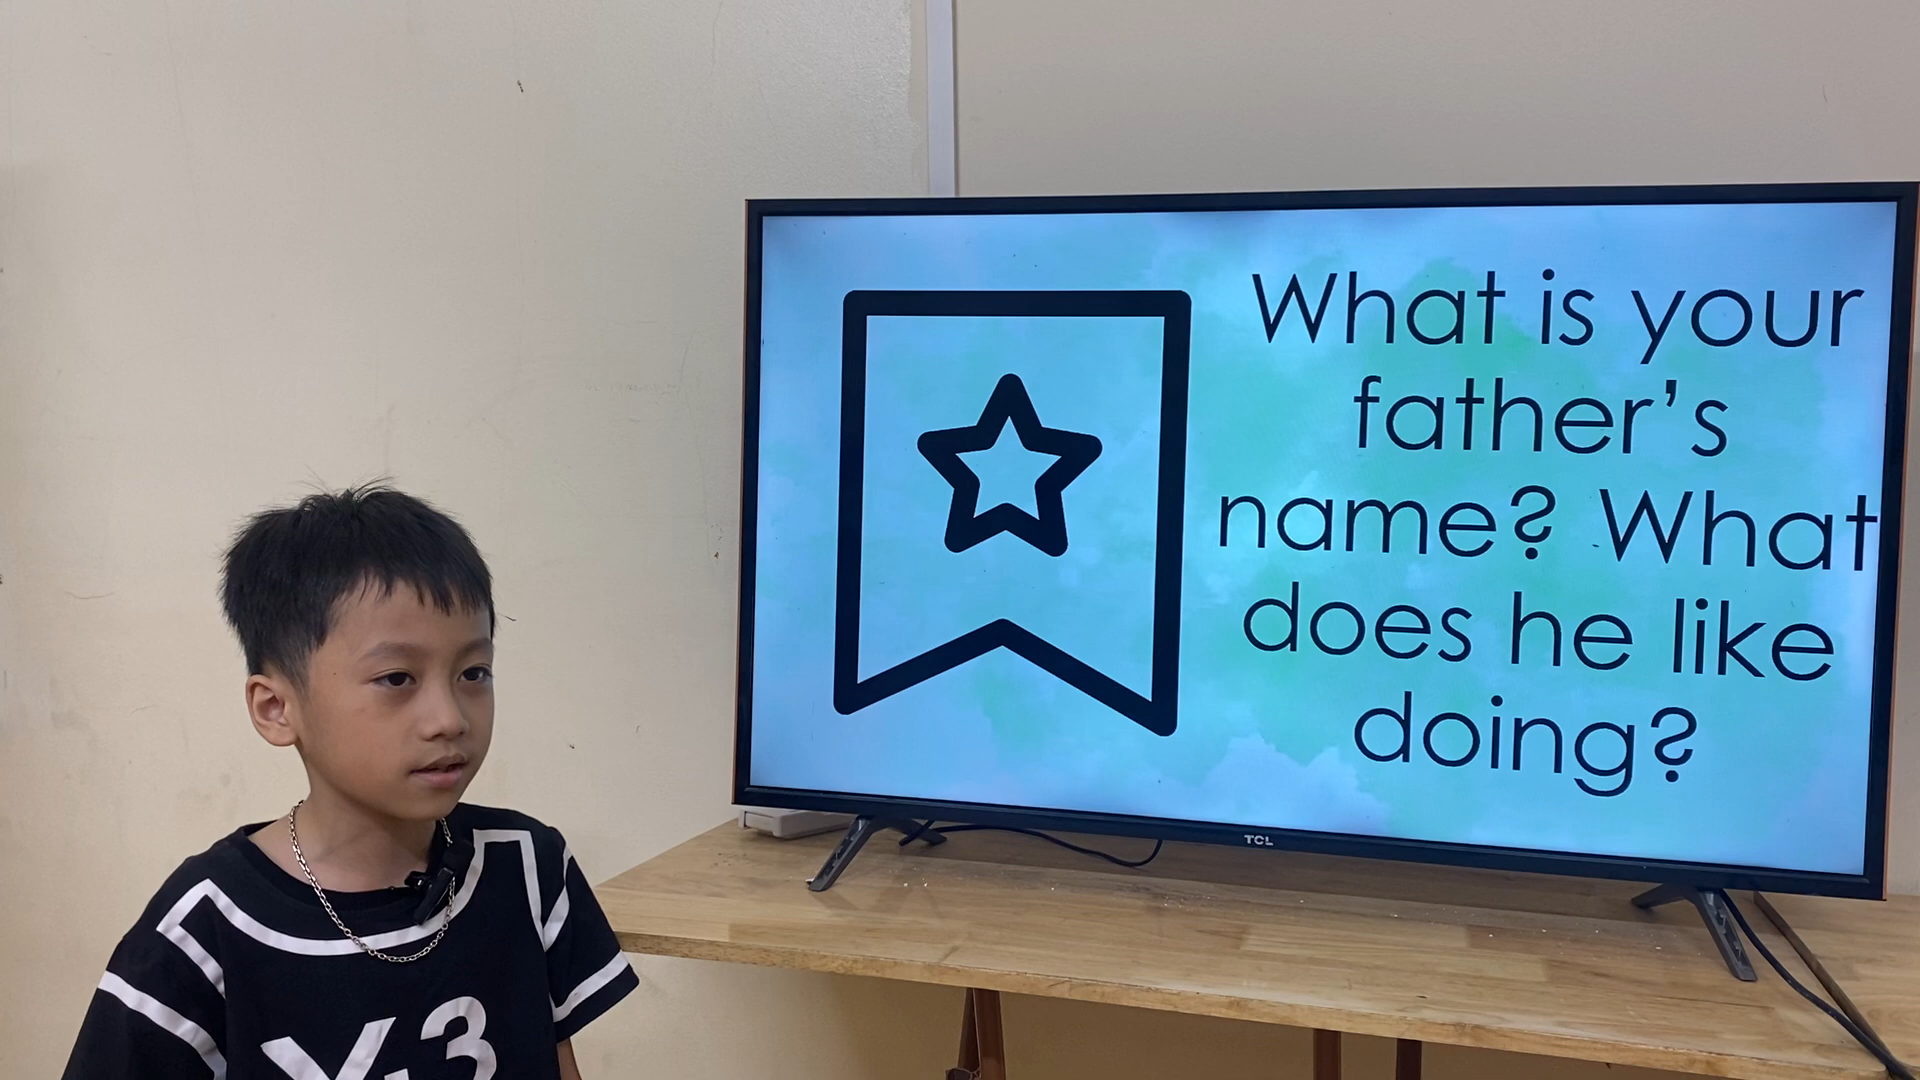 What is your
father's
name? What
does he like
doing?
TCL
Y.3